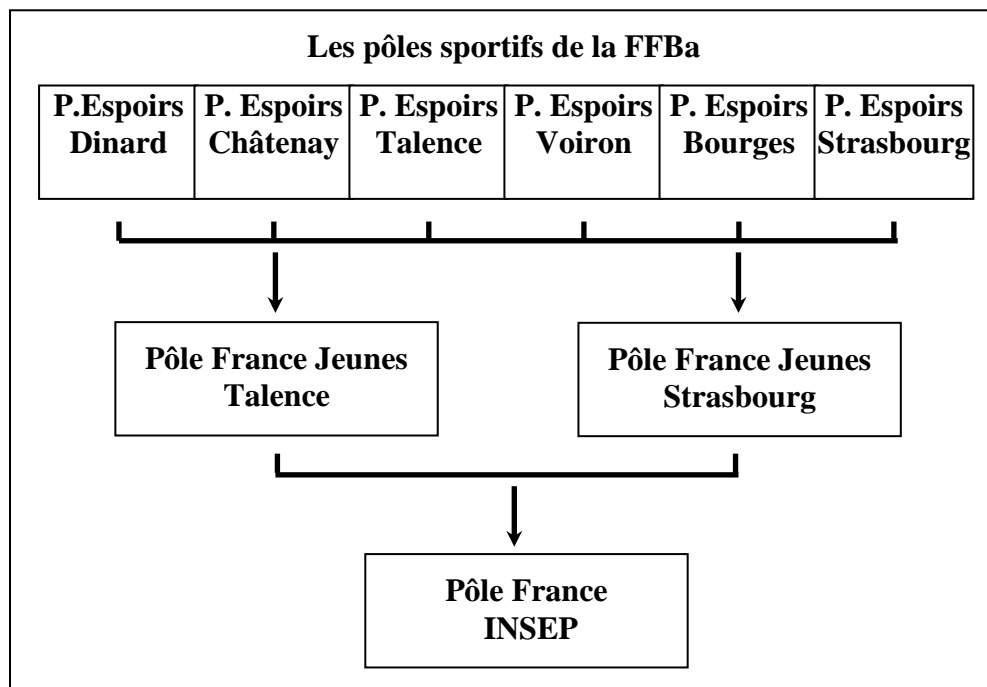 Les pôles sportifs de la FFBa
P.Espoirs Dinard
P. Espoirs Châtenay
P. Espoirs Talence
P. Espoirs Voiron
P. Espoirs Bourges
P. Espoirs Strasbourg
Pôle France Jeunes
Talence
Pôle France Jeunes
Strasbourg
Pôle France
INSEP